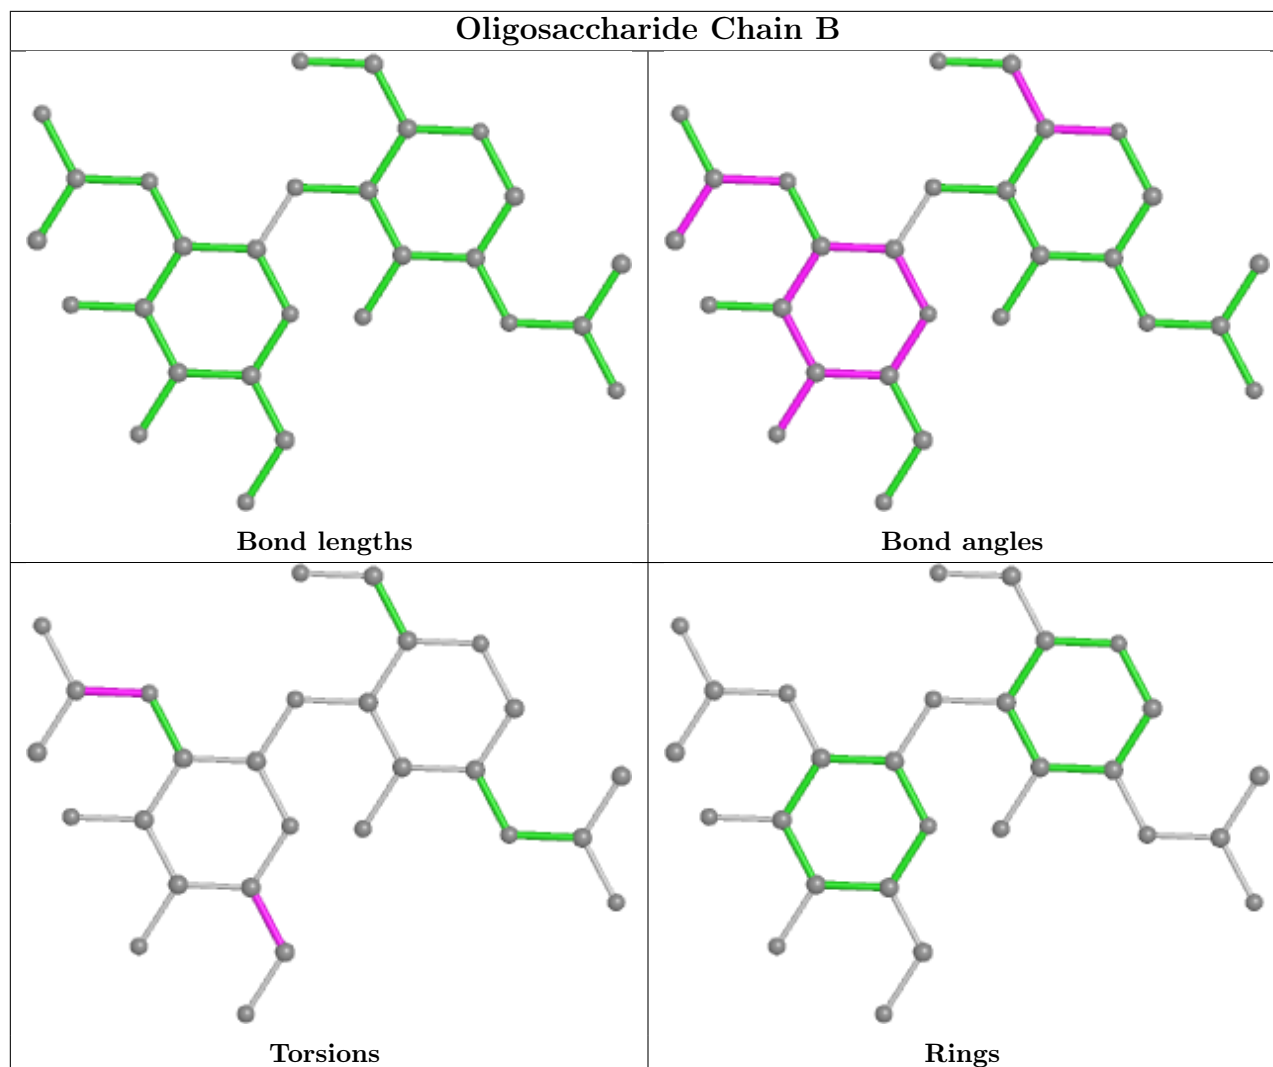 Oligosaccharide Chain B
Bond lengths
Bond angles
Torsions
Rings